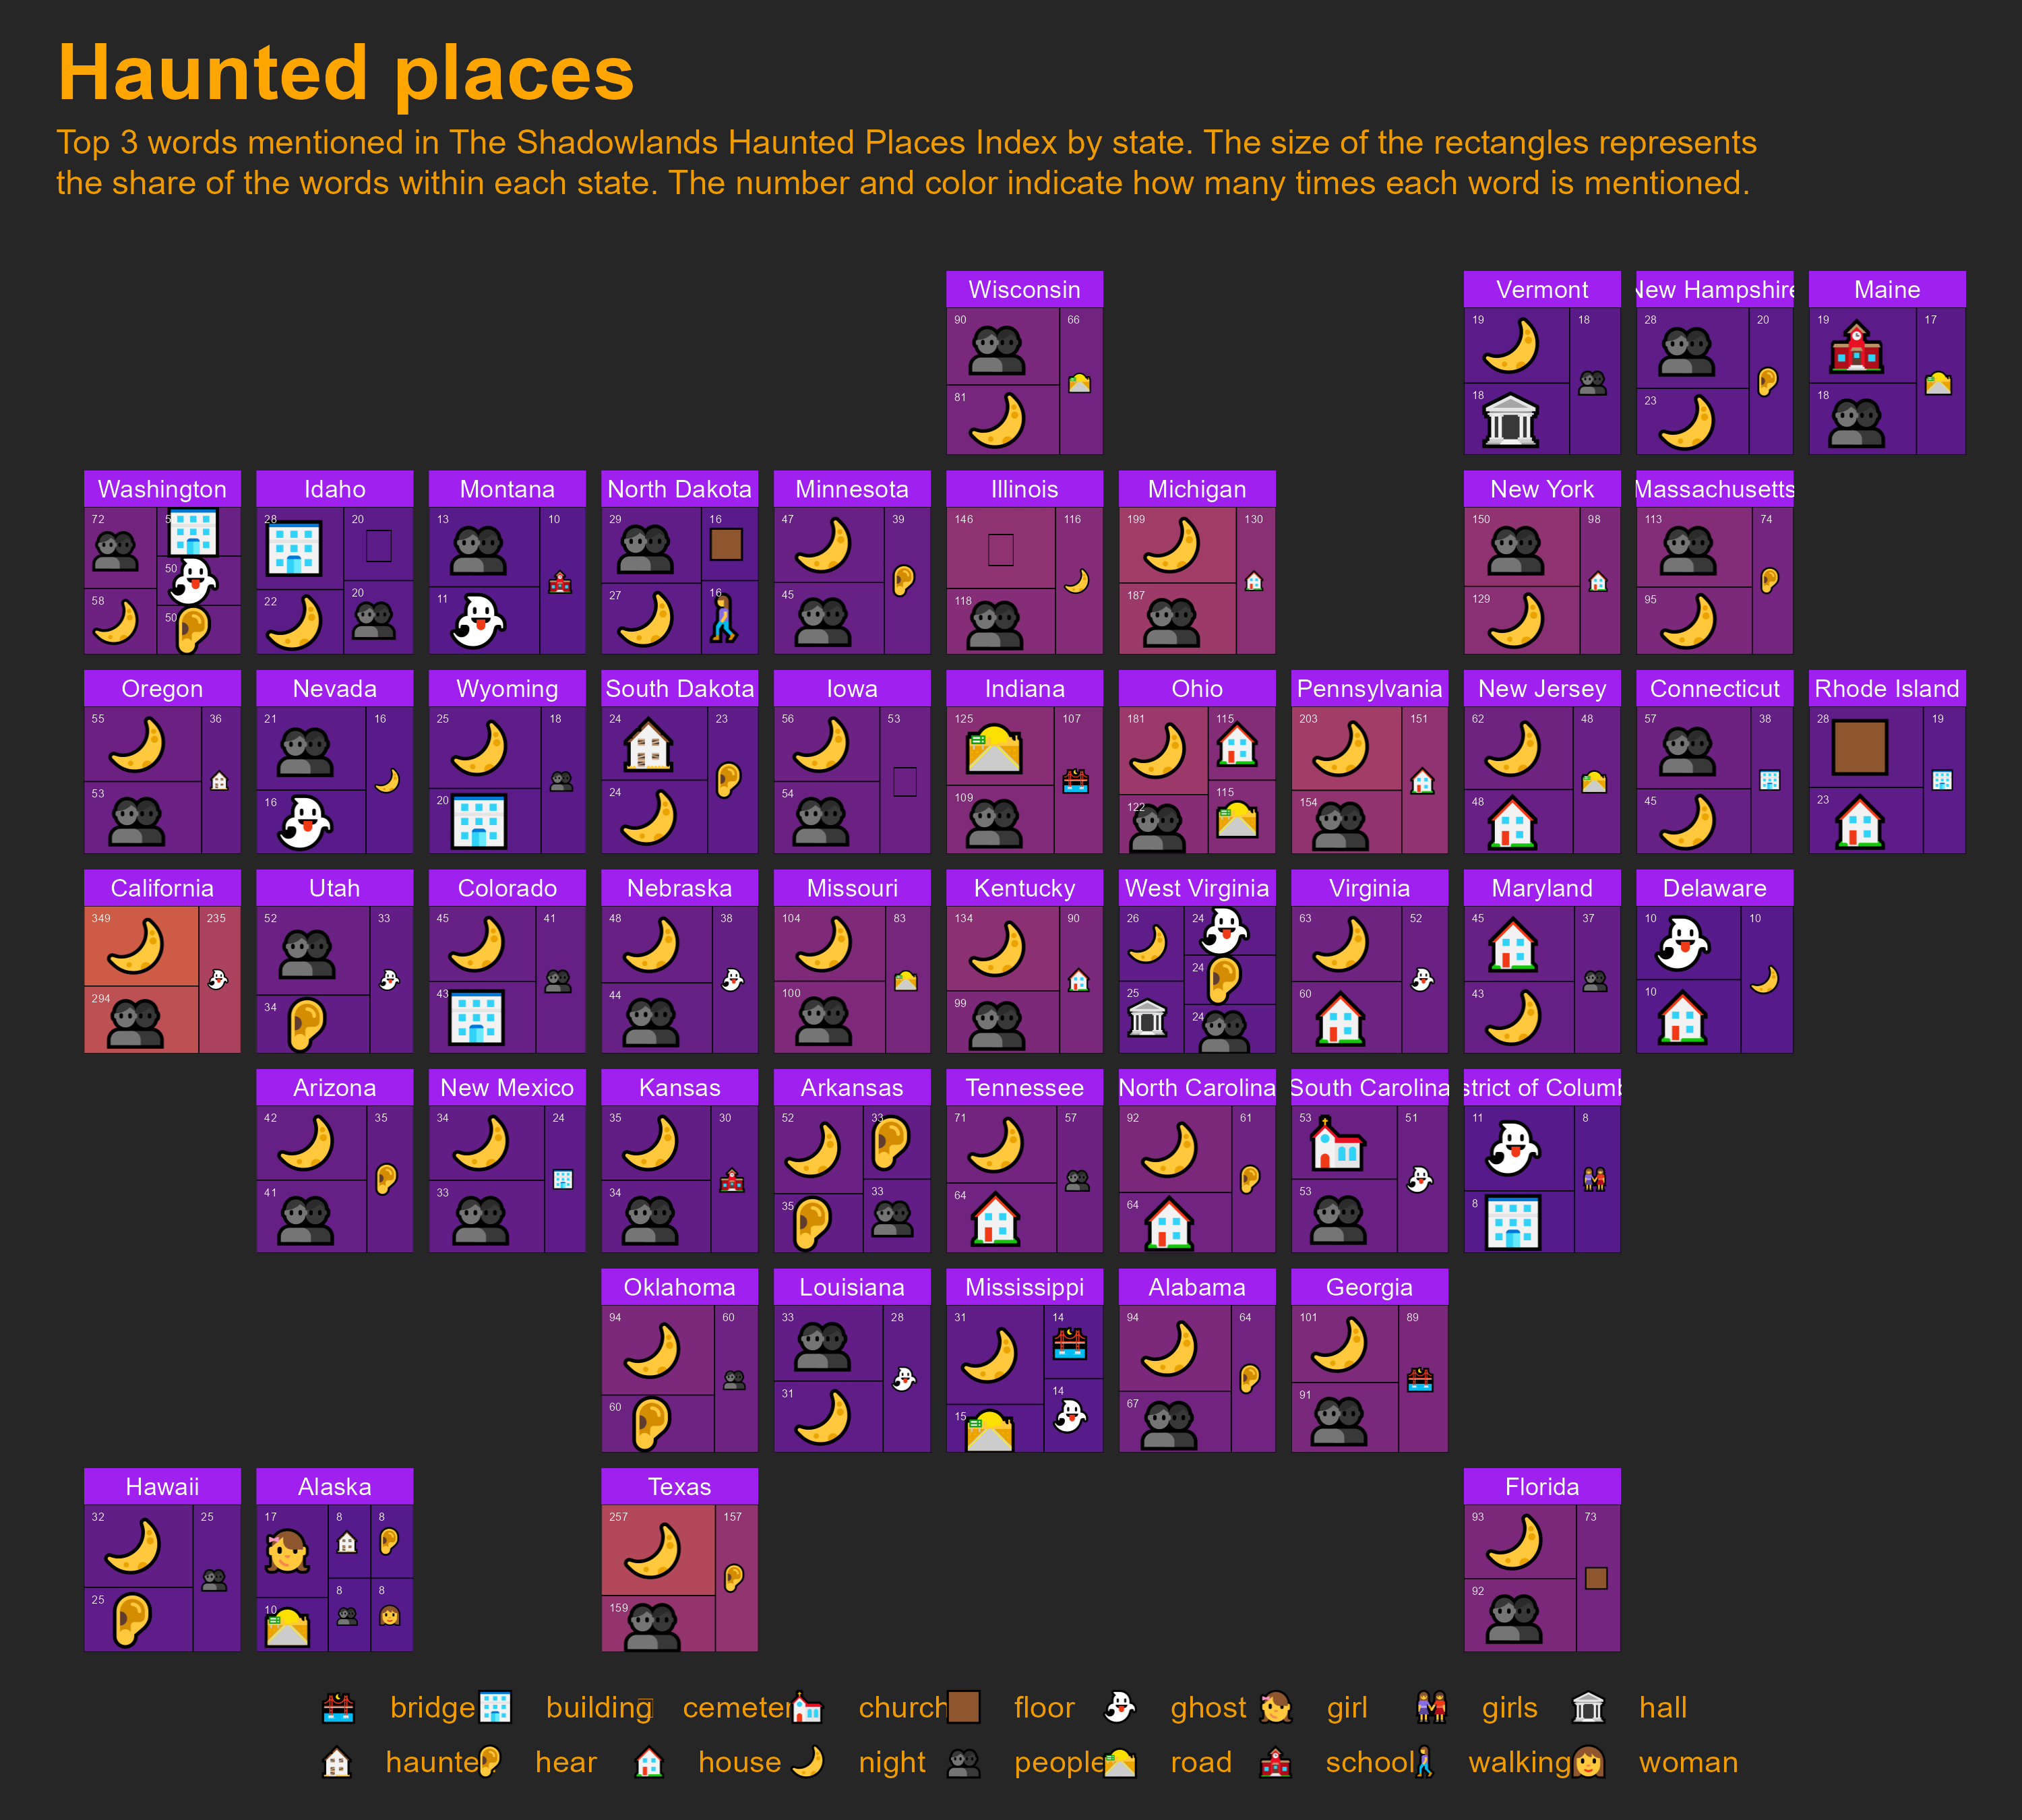 Haunted places
Top 3 words mentioned in The Shadowlands Haunted Places Index by state. The size of the rectangles represents
the share of the words within each state. The number and color indicate how many times each word is mentioned.
Wisconsin
90 66
81
Vermont
19 18
18
New Hampshire
28 20
23
Maine
19 17
18
Washington
72 5
50
58 50
Idaho
28 20
22 20
Montana
13 10
11
North Dakota
29 16
27 16
Minnesota
47 39
45
Illinois
146 116
118
Michigan
199 130
187
New York
150 98
129
Massachusetts
113 74
95
Oregon
55 36
53
Nevada
21 16
16
Wyoming
25 18
20
South Dakota
24 23
24
Iowa
56 53
54
Indiana
125 107
109
Ohio
181 115
122 115
Pennsylvania
203 151
154
New Jersey
62 48
48
Connecticut
57 38
45
Rhode Island
28 19
23
California
349 235
294
Utah
52 33
34
Colorado
45 41
43
Nebraska
48 38
44
Missouri
104 83
100
Kentucky
134 90
99
West Virginia
26 24
24
25 24
Virginia
63 52
60
Maryland
45 37
43
Delaware
10 10
10
Arizona
42 35
41
New Mexico
34 24
33
Kansas
35 30
34
Arkansas
52 33
35 33
Tennessee
71 57
64
North Carolina
92 61
64
South Carolina
53 51
53
strict of Columb
11 8
8
Oklahoma
94 60
60
Louisiana
33 28
31
Mississippi
31 14
15 14
Alabama
94 64
67
Georgia
101 89
91
Hawaii
32 25
25
Alaska
17 8 8
10 8 8
Texas
257 157
159
Florida
93 73
92
bridge building cemeter church floor ghost girl girls hall
haunte hear house night people road school walking woman